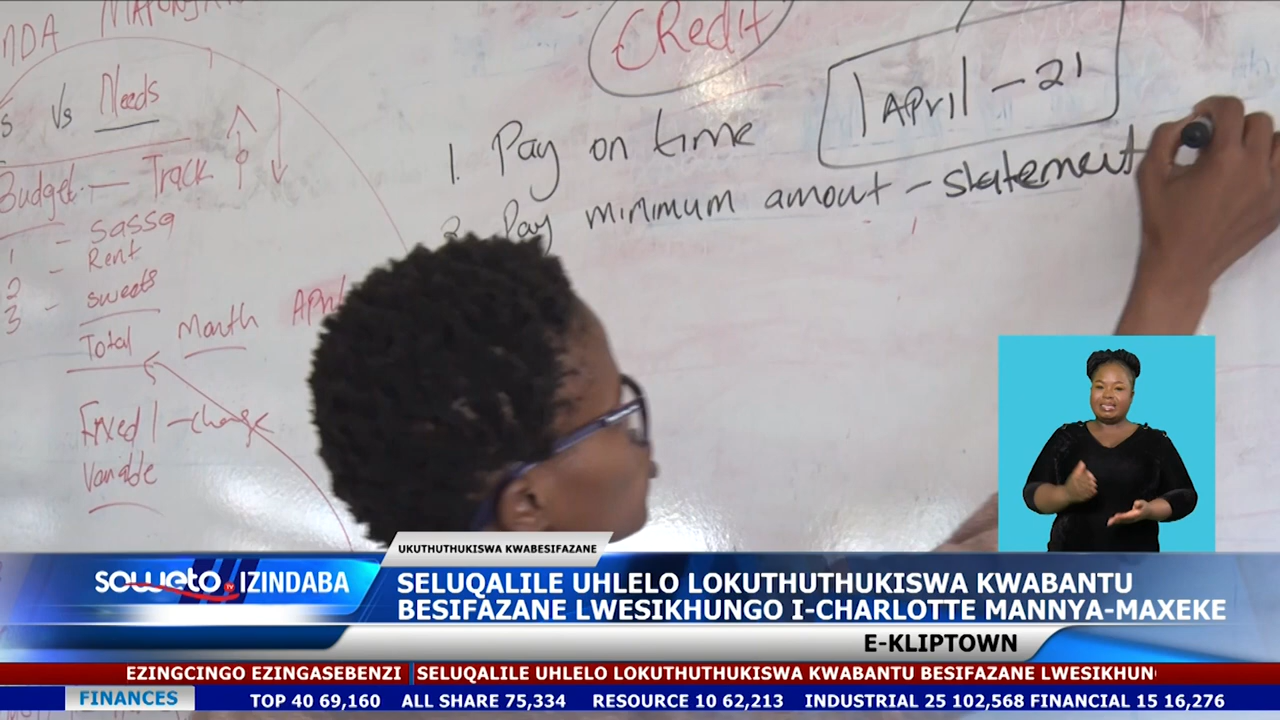 NDA
Credit
s Vs Needs
1 April - 21
1. Pay on time
2. Pay minimum amout - statement
Budget - Track
1 - Sassa
2 - Rent
3 - Sweets
Total
Month April
Fixed / - change
Variable
UKUTHUTHUKISWA KWABESIFAZANE
soweto.tv IZINDABA
SELUQALILE UHLELO LOKUTHUTHUKISWA KWABANTU
BESIFAZANE LWESIKHUNGO I-CHARLOTTE MANNYA-MAXEKE
E-KLIPTOWN
EZINGCINGO EZINGASEBENZI SELUQALILE UHLELO LOKUTHUTHUKISWA KWABANTU BESIFAZANE LWESIKHUN
FINANCES TOP 40 69,160 ALL SHARE 75,334 RESOURCE 10 62,213 INDUSTRIAL 25 102,568 FINANCIAL 15 16,276